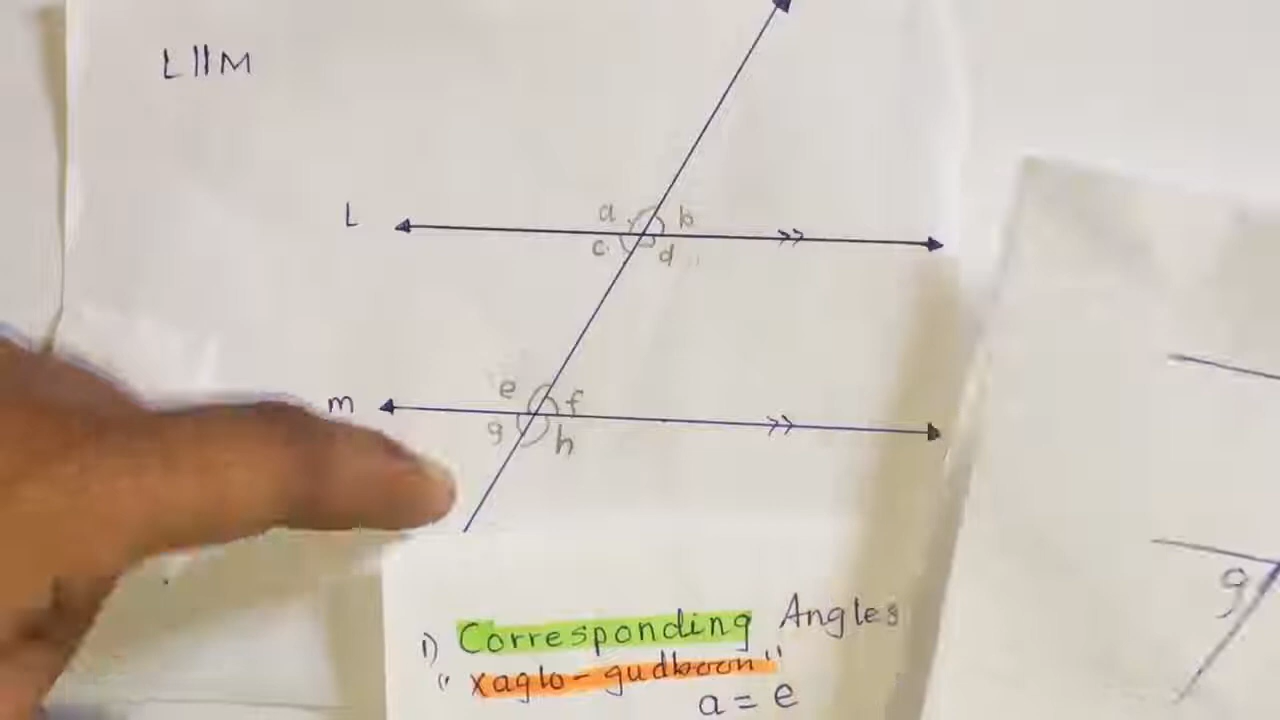 L || M
L
a b
c d
m
e f
g h
g
1) Corresponding Angles
" xaglo-gudboon"
a = e